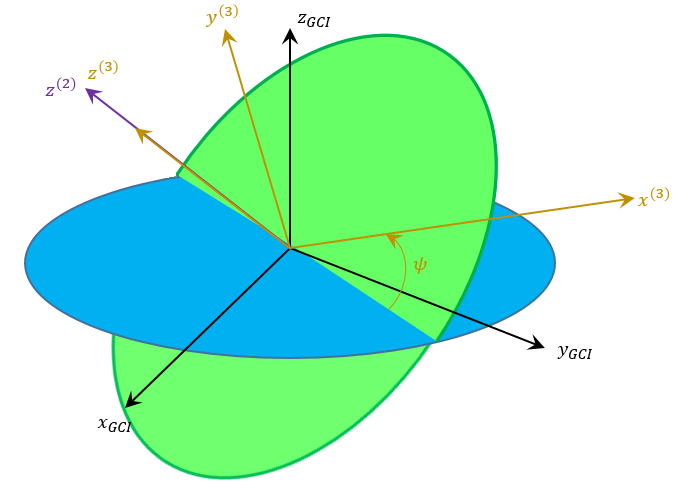 y^(3)
z_GCI
z^(3)
z^(2)
x^(3)
ψ
y_GCI
x_GCI